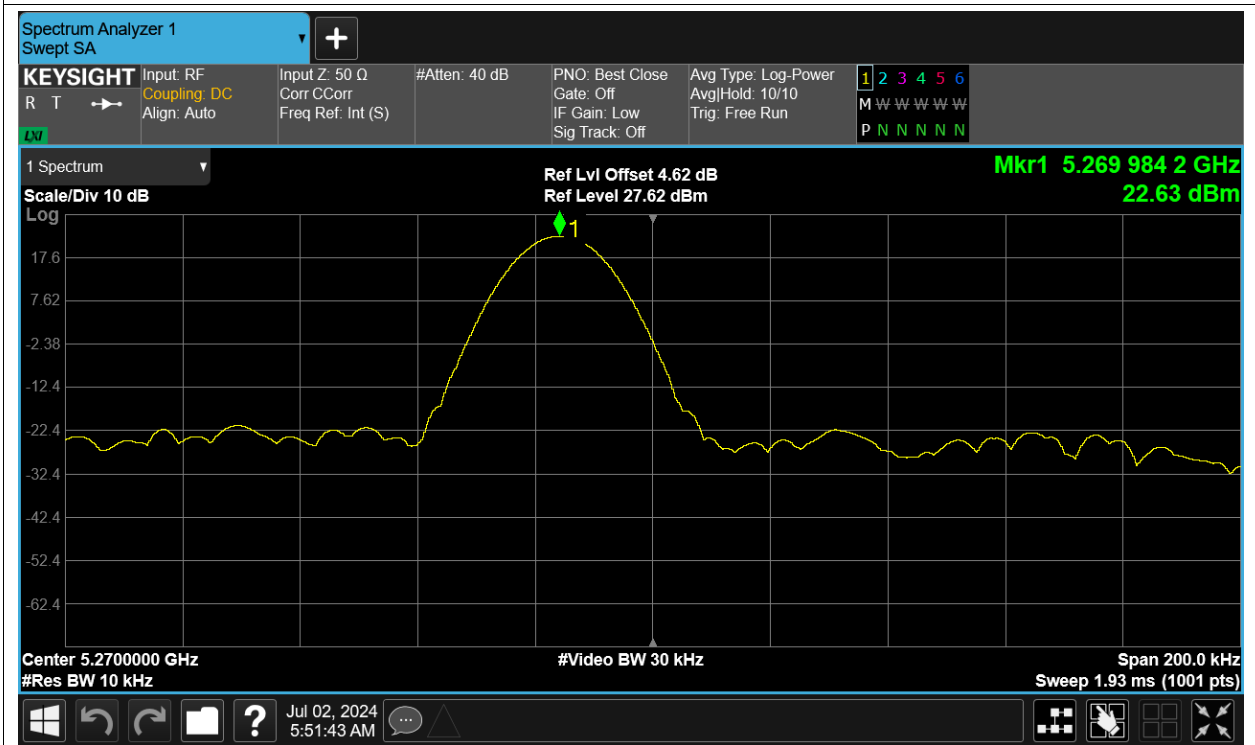 Spectrum Analyzer 1
Swept SA
KEYSIGHT
R T
LXI
Input: RF
Coupling: DC
Align: Auto
Input Z: 50 Ω
Corr CCorr
Freq Ref: Int (S)
#Atten: 40 dB
PNO: Best Close
Gate: Off
IF Gain: Low
Sig Track: Off
Avg Type: Log-Power
Avg|Hold: 10/10
Trig: Free Run
1 2 3 4 5 6
M W W W W W
P N N N N N
1 Spectrum
Scale/Div 10 dB
Log
Ref Lvl Offset 4.62 dB
Ref Level 27.62 dBm
Mkr1 5.269 984 2 GHz
22.63 dBm
1
17.6
7.62
-2.38
-12.4
-22.4
-32.4
-42.4
-52.4
-62.4
Center 5.2700000 GHz
#Res BW 10 kHz
#Video BW 30 kHz
Span 200.0 kHz
Sweep 1.93 ms (1001 pts)
?
Jul 02, 2024
5:51:43 AM